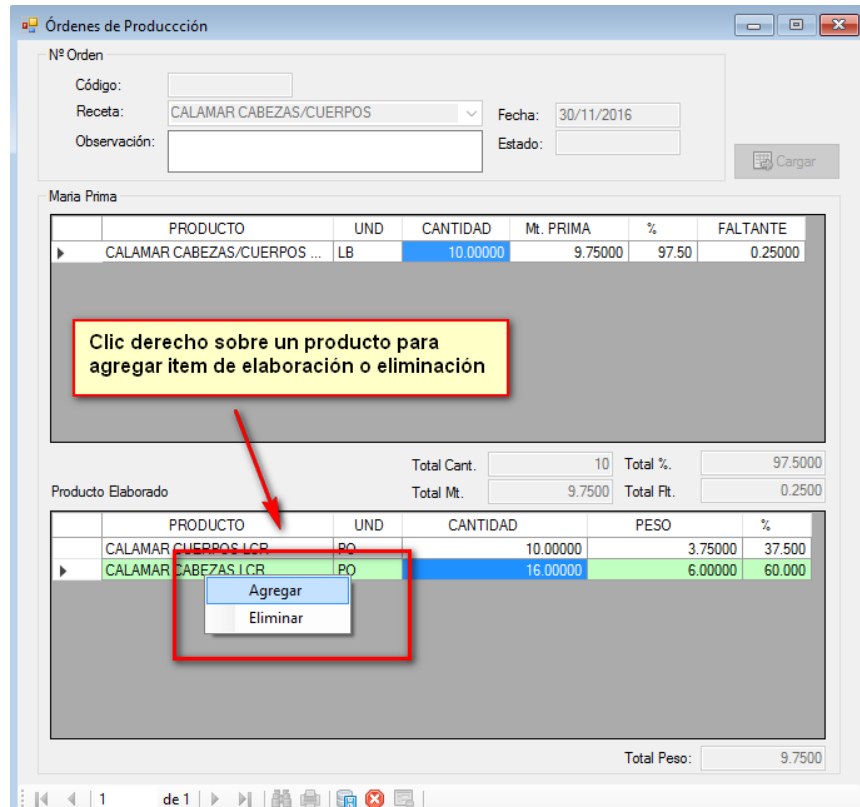 Órdenes de Produccción
Nº Orden
Código:
Receta: CALAMAR CABEZAS/CUERPOS Fecha: 30/11/2016
Observación: Estado:
Cargar
Maria Prima
PRODUCTO UND CANTIDAD Mt. PRIMA % FALTANTE
CALAMAR CABEZAS/CUERPOS ... LB 10.00000 9.75000 97.50 0.25000
Clic derecho sobre un producto para
agregar item de elaboración o eliminación
Total Cant. 10 Total %. 97.5000
Producto Elaborado Total Mt. 9.7500 Total Flt. 0.2500
PRODUCTO UND CANTIDAD PESO %
CALAMAR CUERPOS LCR PQ 10.00000 3.75000 37.500
CALAMAR CABEZAS LCR PQ 16.00000 6.00000 60.000
Agregar
Eliminar
Total Peso: 9.7500
1 de 1